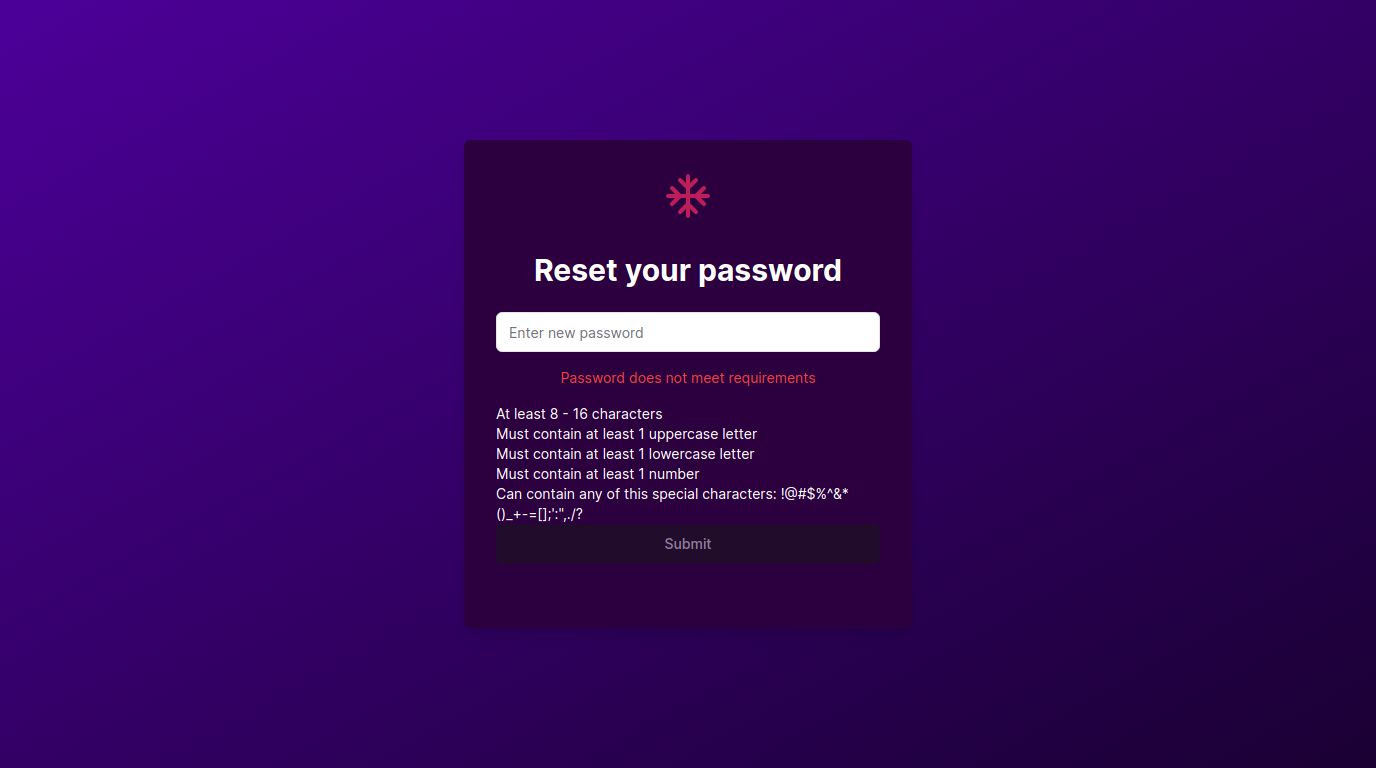 Reset your password
Enter new password
Password does not meet requirements
At least 8 - 16 characters
Must contain at least 1 uppercase letter
Must contain at least 1 lowercase letter
Must contain at least 1 number
Can contain any of this special characters: !@#$%^&*
()_+-=[];':",./?
Submit